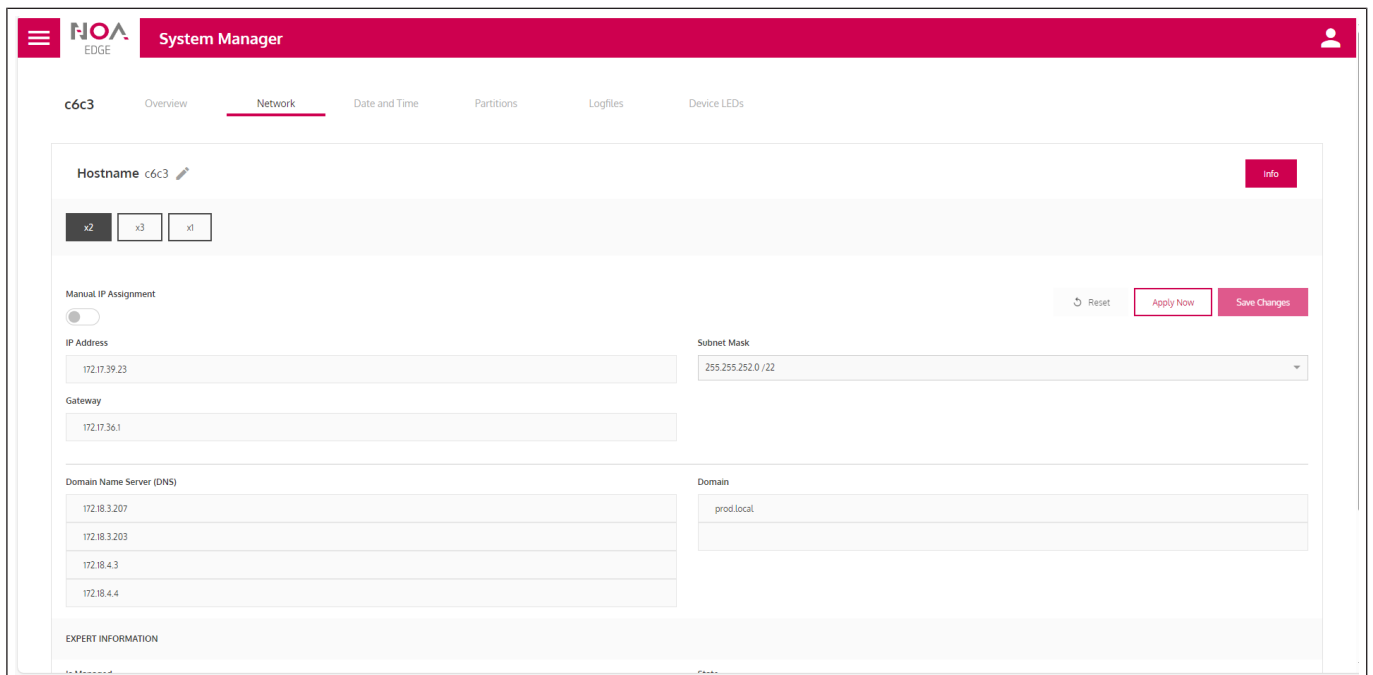 NOA
EDGE
System Manager
c6c3 Overview Network Date and Time Partitions Logfiles Device LEDs
Hostname c6c3 Info
x2 x3 x1
Manual IP Assignment
Reset Apply Now Save Changes
IP Address Subnet Mask
172.17.39.23 255.255.252.0 /22
Gateway
172.17.36.1
Domain Name Server (DNS) Domain
172.18.3.207 prod.local
172.18.3.203
172.18.4.3
172.18.4.4
EXPERT INFORMATION
Is Managed State